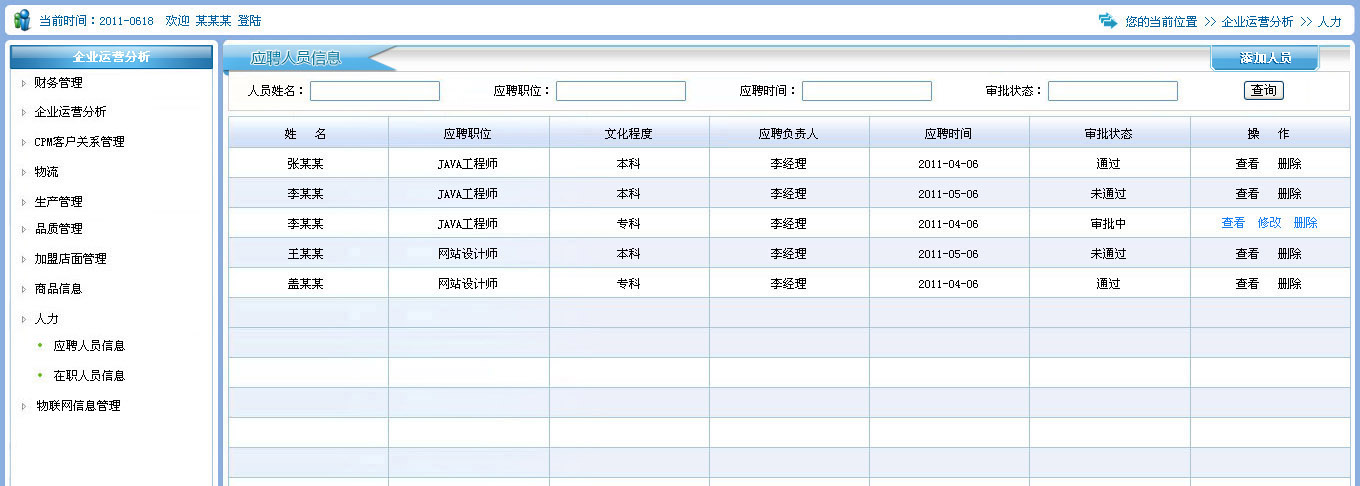 当前时间：2011-0618 欢迎 某某某 登陆
您的当前位置 >> 企业运营分析 >> 人力
企业运营分析
财务管理
企业运营分析
CPM客户关系管理
物流
生产管理
品质管理
加盟店面管理
商品信息
人力
应聘人员信息
在职人员信息
物联网信息管理
应聘人员信息
添加人员
人员姓名： 应聘职位： 应聘时间： 审批状态： 查询
姓 名 应聘职位 文化程度 应聘负责人 应聘时间 审批状态 操 作
张某某 JAVA工程师 本科 李经理 2011-04-06 通过 查看 删除
李某某 JAVA工程师 本科 李经理 2011-05-06 未通过 查看 删除
李某某 JAVA工程师 专科 李经理 2011-04-06 审批中 查看 修改 删除
王某某 网站设计师 本科 李经理 2011-05-06 未通过 查看 删除
盖某某 网站设计师 专科 李经理 2011-04-06 通过 查看 删除